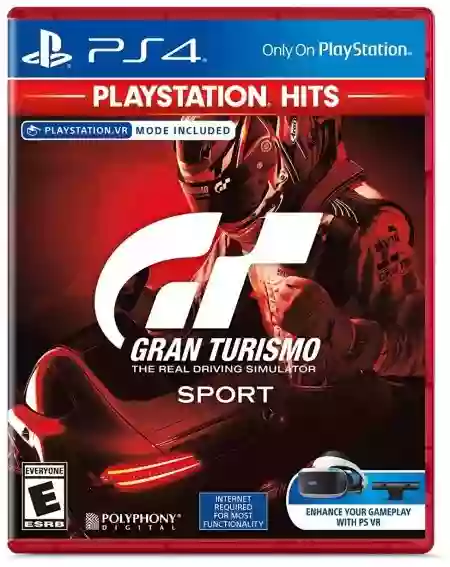 PS4
Only On PlayStation
PLAYSTATION HITS
PLAYSTATION.VR MODE INCLUDED
GT
GRAN TURISMO
THE REAL DRIVING SIMULATOR
SPORT
EVERYONE
E
ESRB
POLYPHONY
DIGITAL
INTERNET
REQUIRED
FOR MOST
FUNCTIONALITY
ENHANCE YOUR GAMEPLAY
WITH PS VR